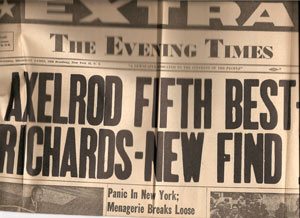 EXTRA
THE EVENING TIMES
AXELROD FIFTH BEST-
RICHARDS-NEW FIND
Panic In New York;
Menagerie Breaks Loose